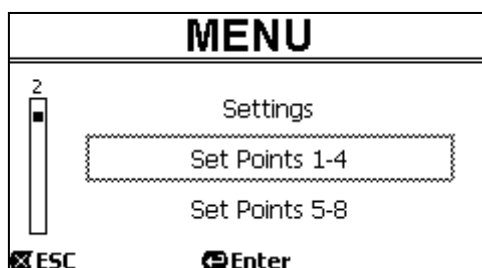 MENU
2
Settings
Set Points 1-4
Set Points 5-8
ESC Enter